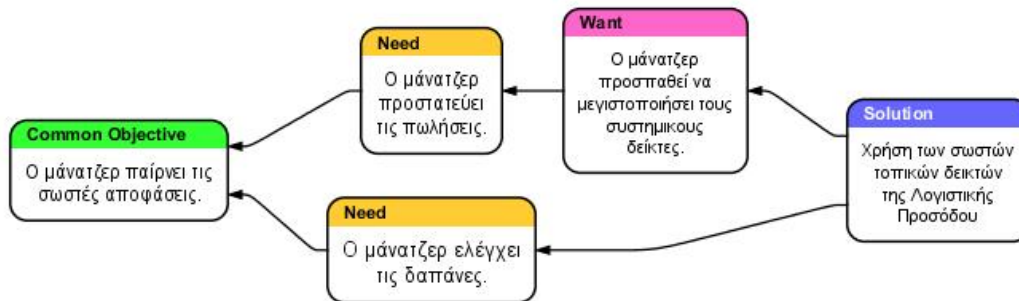 Common Objective
Ο μάνατζερ παίρνει τις
σωστές αποφάσεις.
Need
Ο μάνατζερ
προστατεύει
τις πωλήσεις.
Want
Ο μάνατζερ
προσπαθεί να
μεγιστοποιήσει τους
συστημικους
δείκτες.
Need
Ο μάνατζερ ελέγχει
τις δαπάνες.
Solution
Χρήση των σωστών
τοπικών δεικτών
της Λογιστικής
Προσόδου